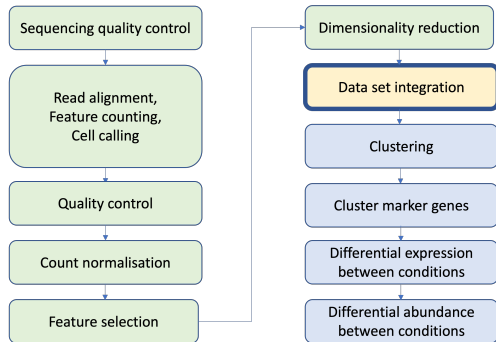 Sequencing quality control
Read alignment,
Feature counting,
Cell calling
Quality control
Count normalisation
Feature selection
Dimensionality reduction
Data set integration
Clustering
Cluster marker genes
Differential expression
between conditions
Differential abundance
between conditions